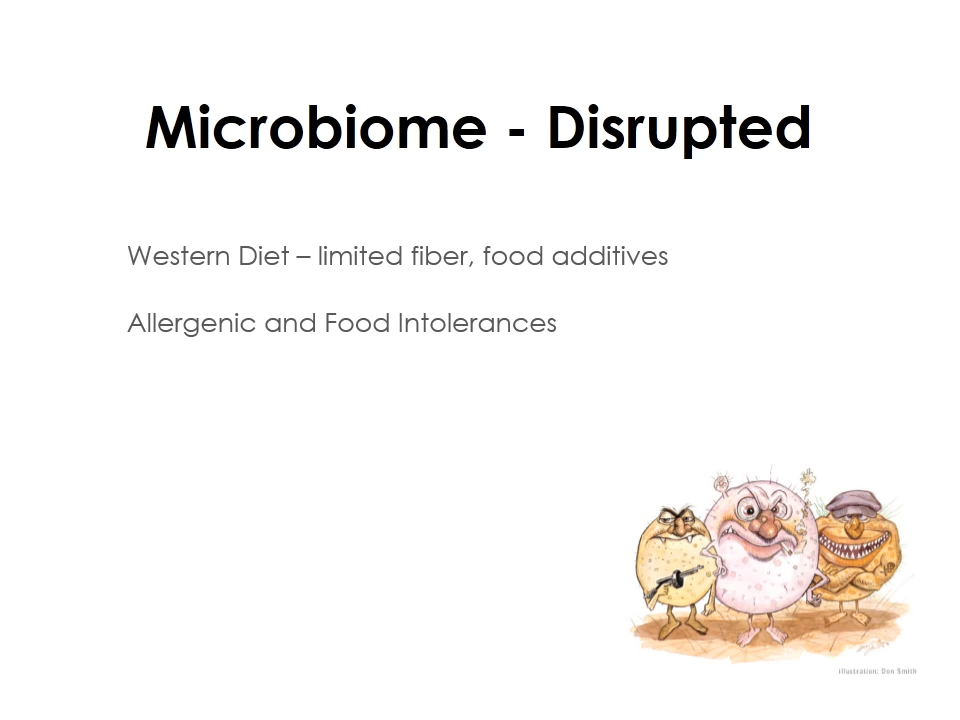 Microbiome - Disrupted
Western Diet – limited fiber, food additives
Allergenic and Food Intolerances
Illustration: Don Smith